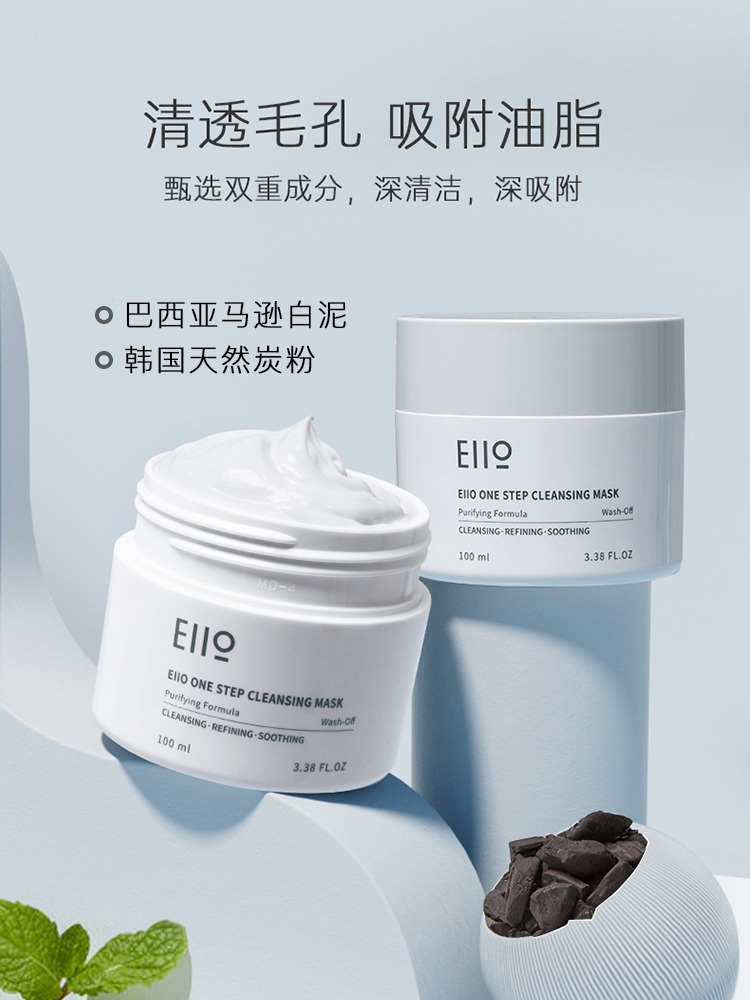 清透毛孔 吸附油脂
甄选双重成分，深清洁，深吸附
巴西亚马逊白泥
韩国天然炭粉
EIIO
EIIO ONE STEP CLEANSING MASK
Purifying Formula Wash-Off
CLEANSING·REFINING·SOOTHING
100 ml 3.38 FL.OZ
MD-4
EIIO
EIIO ONE STEP CLEANSING MASK
Purifying Formula Wash-Off
CLEANSING·REFINING·SOOTHING
100 ml 3.38 FL.OZ